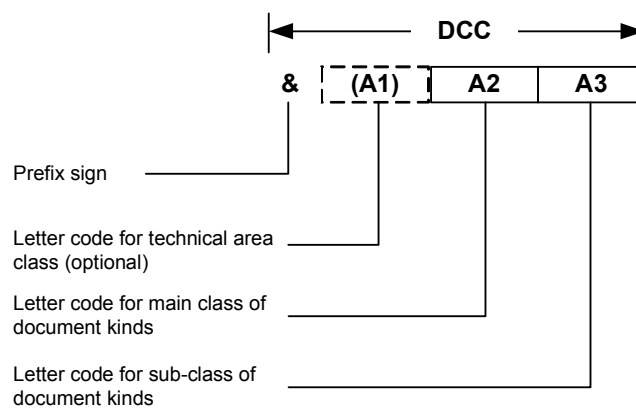 DCC
& (A1) A2 A3
Prefix sign
Letter code for technical area
class (optional)
Letter code for main class of
document kinds
Letter code for sub-class of
document kinds